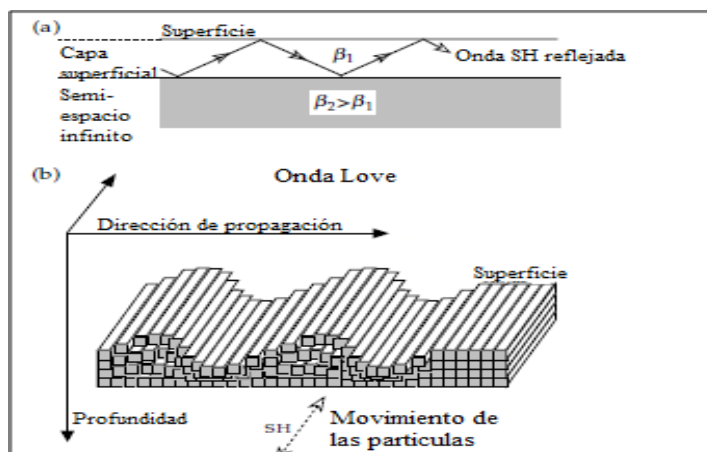 (a)
Superficie
Capa
superficial
β1
Onda SH reflejada
Semi-
espacio
infinito
β2>β1
(b)
Onda Love
Dirección de propagación
Superficie
Profundidad
SH
Movimiento de
las particulas